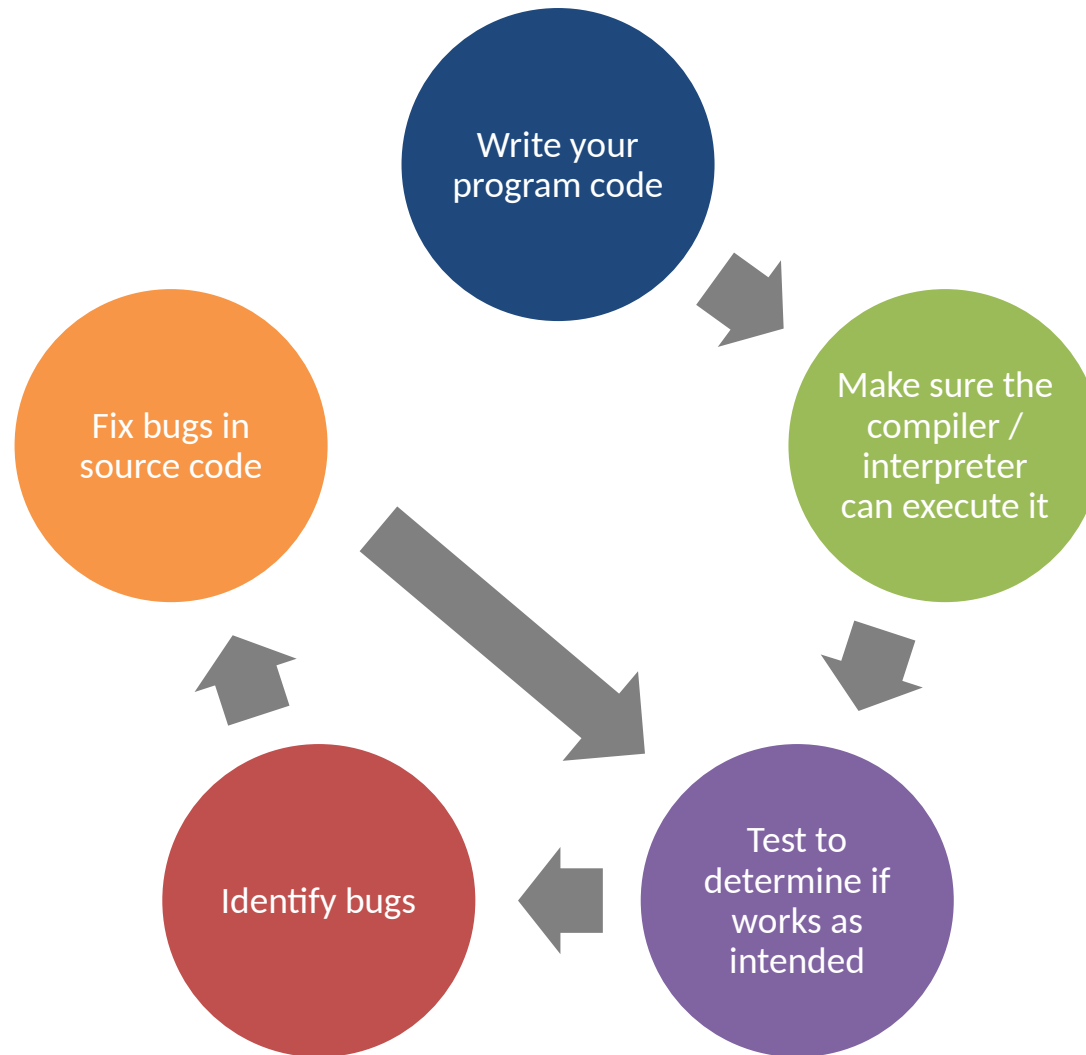 Write your
program code
Make sure the
compiler /
interpreter
can execute it
Test to
determine if
works as
intended
Identify bugs
Fix bugs in
source code